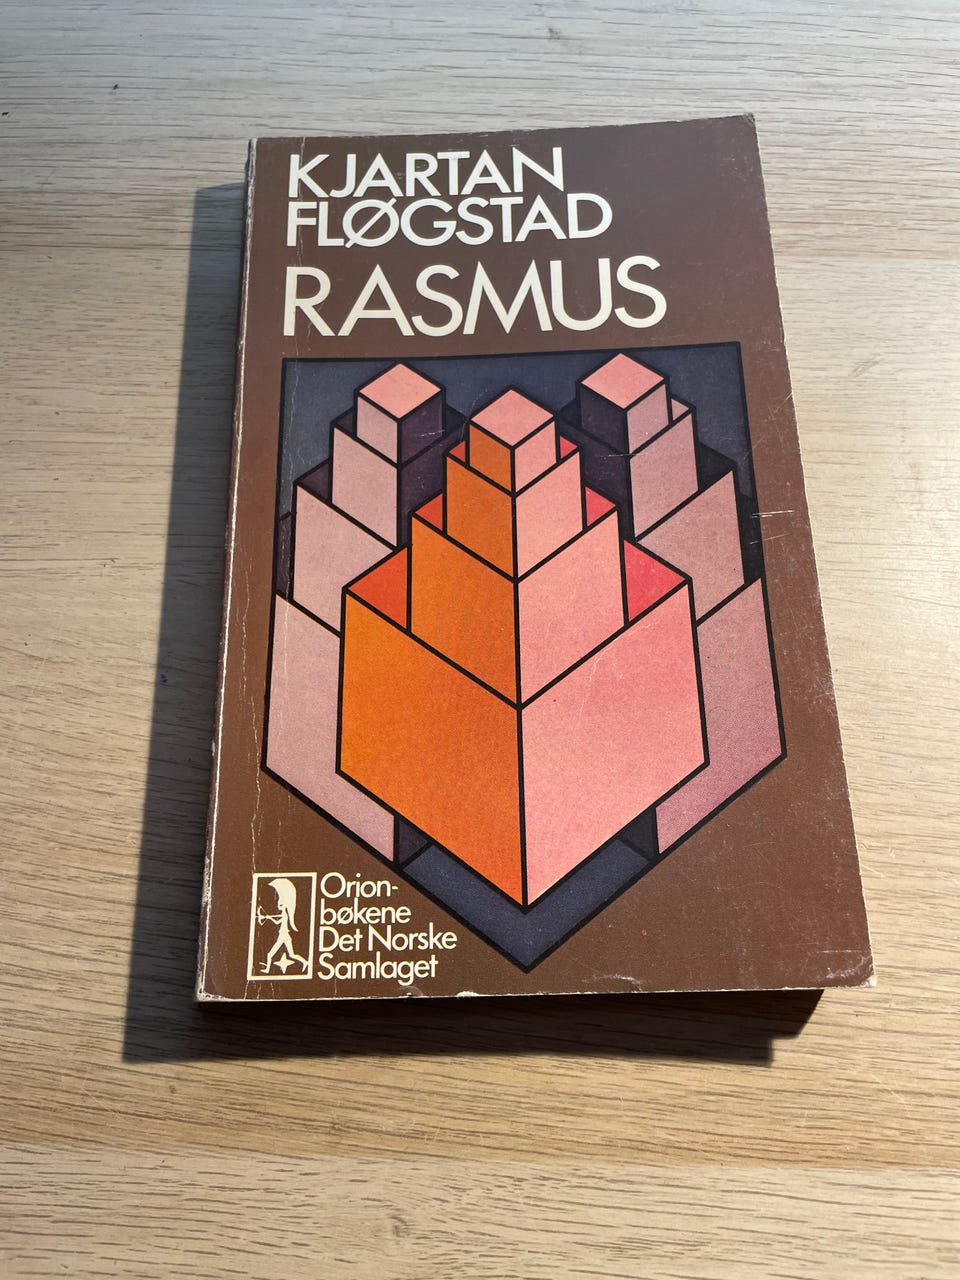 KJARTAN
FLØGSTAD
RASMUS
Orion-
bøkene
Det Norske
Samlaget